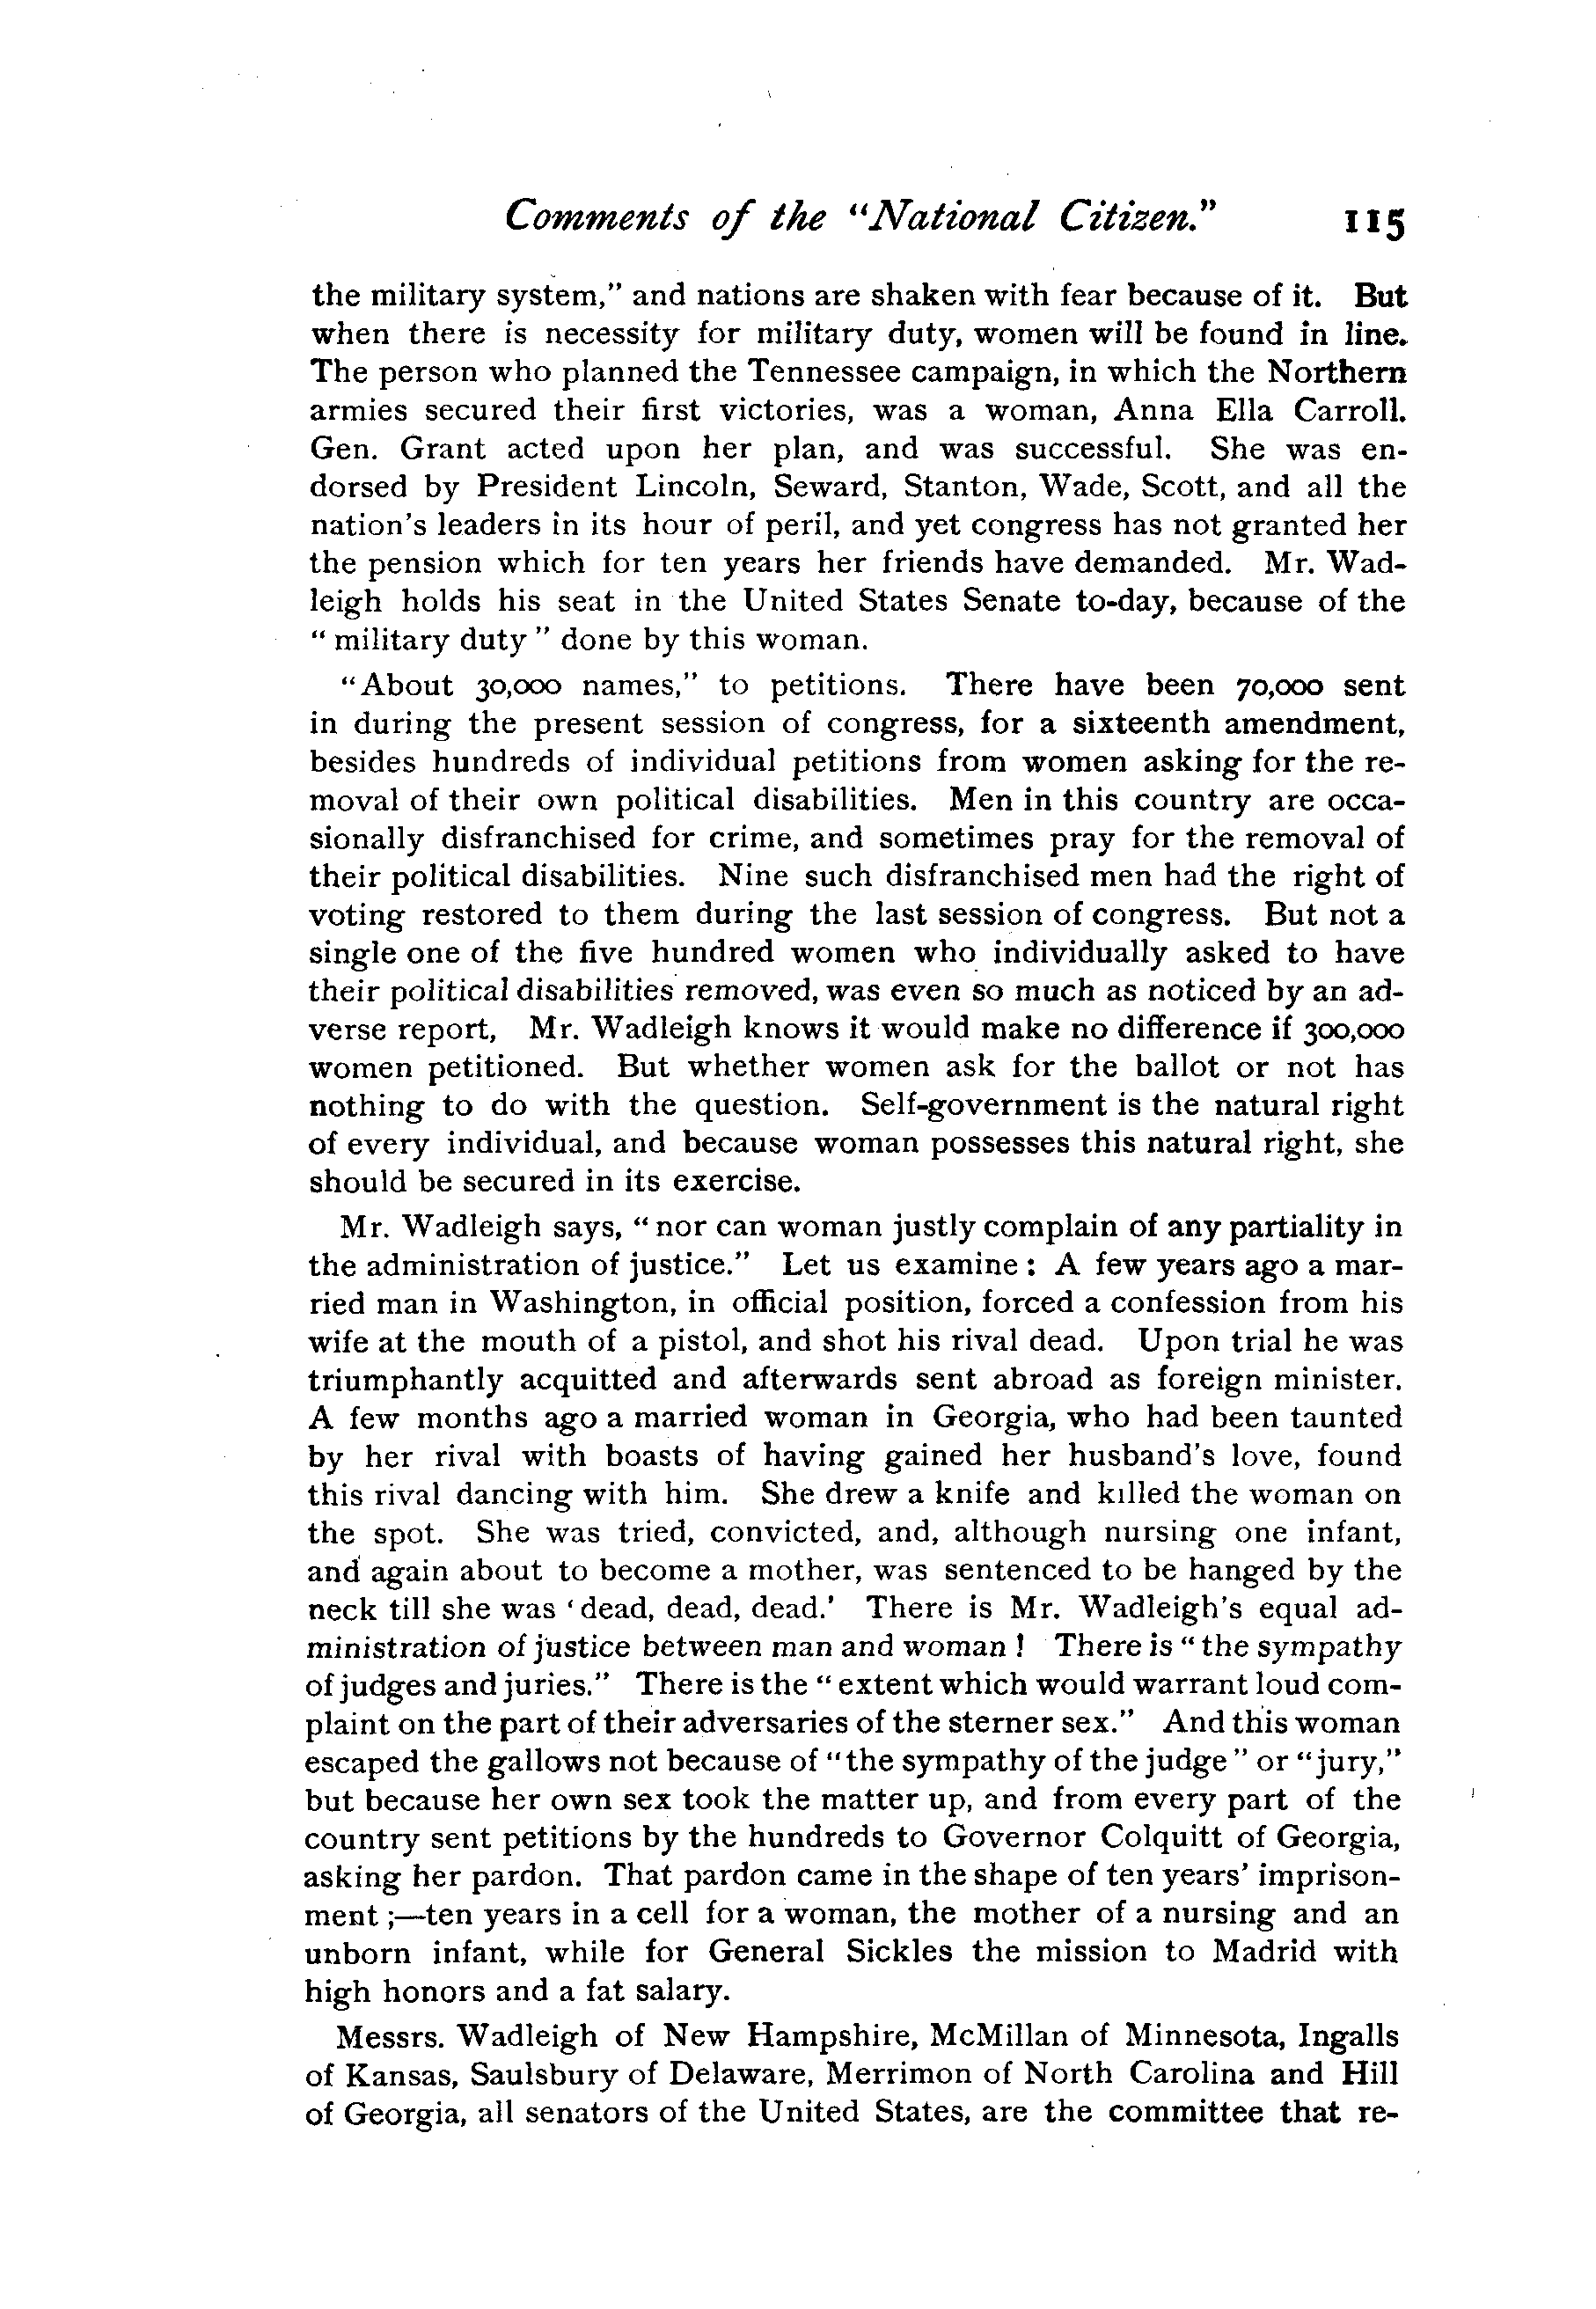 Comments of the "National Citizen." 115
the military system," and nations are shaken with fear because of it. But
when there is necessity for military duty, women will be found in line.
The person who planned the Tennessee campaign, in which the Northern
armies secured their first victories, was a woman, Anna Ella Carroll.
Gen. Grant acted upon her plan, and was successful. She was en-
dorsed by President Lincoln, Seward, Stanton, Wade, Scott, and all the
nation's leaders in its hour of peril, and yet congress has not granted her
the pension which for ten years her friends have demanded. Mr. Wad-
leigh holds his seat in the United States Senate to-day, because of the
" military duty " done by this woman.
"About 30,000 names," to petitions. There have been 70,000 sent
in during the present session of congress, for a sixteenth amendment,
besides hundreds of individual petitions from women asking for the re-
moval of their own political disabilities. Men in this country are occa-
sionally disfranchised for crime, and sometimes pray for the removal of
their political disabilities. Nine such disfranchised men had the right of
voting restored to them during the last session of congress. But not a
single one of the five hundred women who individually asked to have
their political disabilities removed, was even so much as noticed by an ad-
verse report, Mr. Wadleigh knows it would make no difference if 300,000
women petitioned. But whether women ask for the ballot or not has
nothing to do with the question. Self-government is the natural right
of every individual, and because woman possesses this natural right, she
should be secured in its exercise.
Mr. Wadleigh says, " nor can woman justly complain of any partiality in
the administration of justice." Let us examine : A few years ago a mar-
ried man in Washington, in official position, forced a confession from his
wife at the mouth of a pistol, and shot his rival dead. Upon trial he was
triumphantly acquitted and afterwards sent abroad as foreign minister.
A few months ago a married woman in Georgia, who had been taunted
by her rival with boasts of having gained her husband's love, found
this rival dancing with him. She drew a knife and killed the woman on
the spot. She was tried, convicted, and, although nursing one infant,
and again about to become a mother, was sentenced to be hanged by the
neck till she was 'dead, dead, dead.' There is Mr. Wadleigh's equal ad-
ministration of justice between man and woman ! There is " the sympathy
of judges and juries." There is the " extent which would warrant loud com-
plaint on the part of their adversaries of the sterner sex." And this woman
escaped the gallows not because of "the sympathy of the judge " or "jury,"
but because her own sex took the matter up, and from every part of the
country sent petitions by the hundreds to Governor Colquitt of Georgia,
asking her pardon. That pardon came in the shape of ten years' imprison-
ment ;—ten years in a cell for a woman, the mother of a nursing and an
unborn infant, while for General Sickles the mission to Madrid with
high honors and a fat salary.
Messrs. Wadleigh of New Hampshire, McMillan of Minnesota, Ingalls
of Kansas, Saulsbury of Delaware, Merrimon of North Carolina and Hill
of Georgia, all senators of the United States, are the committee that re-